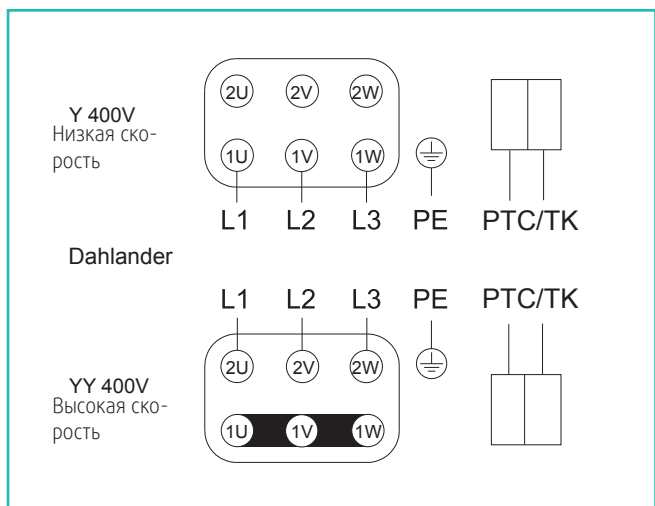 2U 2V 2W
Y 400V
Низкая ско-
рость
1U 1V 1W
L1 L2 L3 PE PTC/TK
Dahlander
L1 L2 L3 PE PTC/TK
2U 2V 2W
YY 400V
Высокая ско-
рость
1U 1V 1W